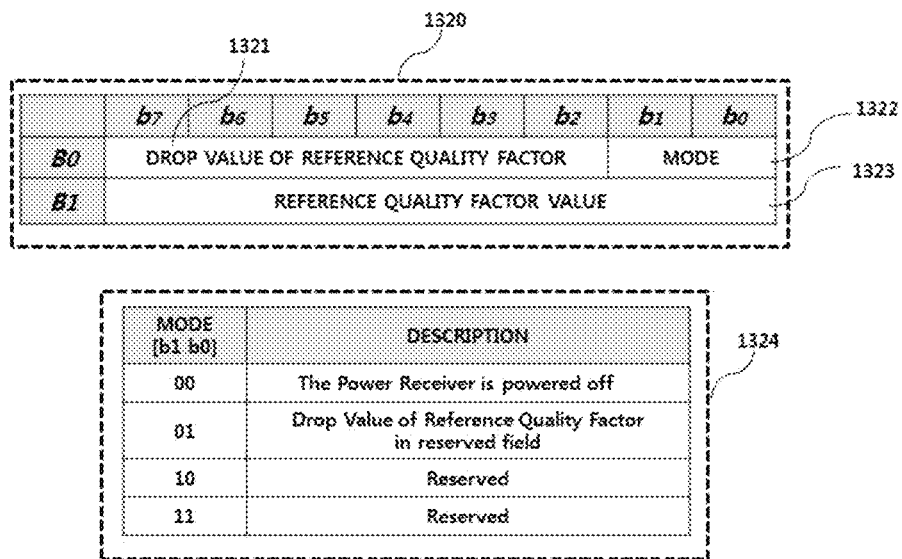 1320
1321
b7 b6 b5 b4 b3 b2 b1 b0
1322
B0 DROP VALUE OF REFERENCE QUALITY FACTOR MODE
1323
B1 REFERENCE QUALITY FACTOR VALUE
MODE
[b1 b0]
DESCRIPTION
1324
00 The Power Receiver is powered off
01 Drop Value of Reference Quality Factor
in reserved field
10 Reserved
11 Reserved